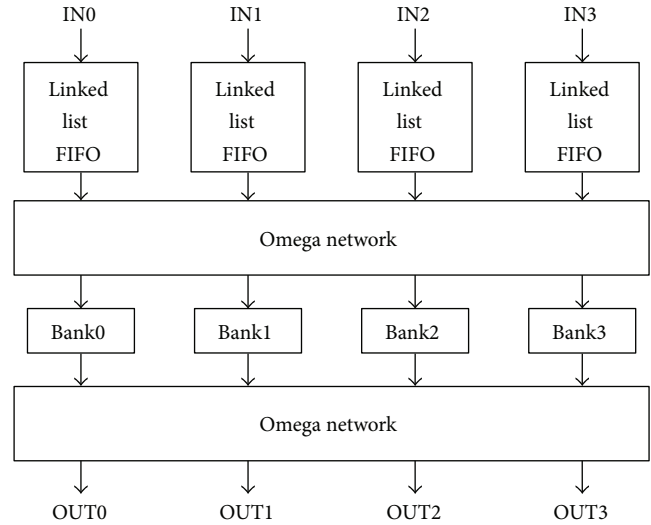 IN0 IN1 IN2 IN3
Linked Linked Linked Linked
list list list list
FIFO FIFO FIFO FIFO
Omega network
Bank0 Bank1 Bank2 Bank3
Omega network
OUT0 OUT1 OUT2 OUT3